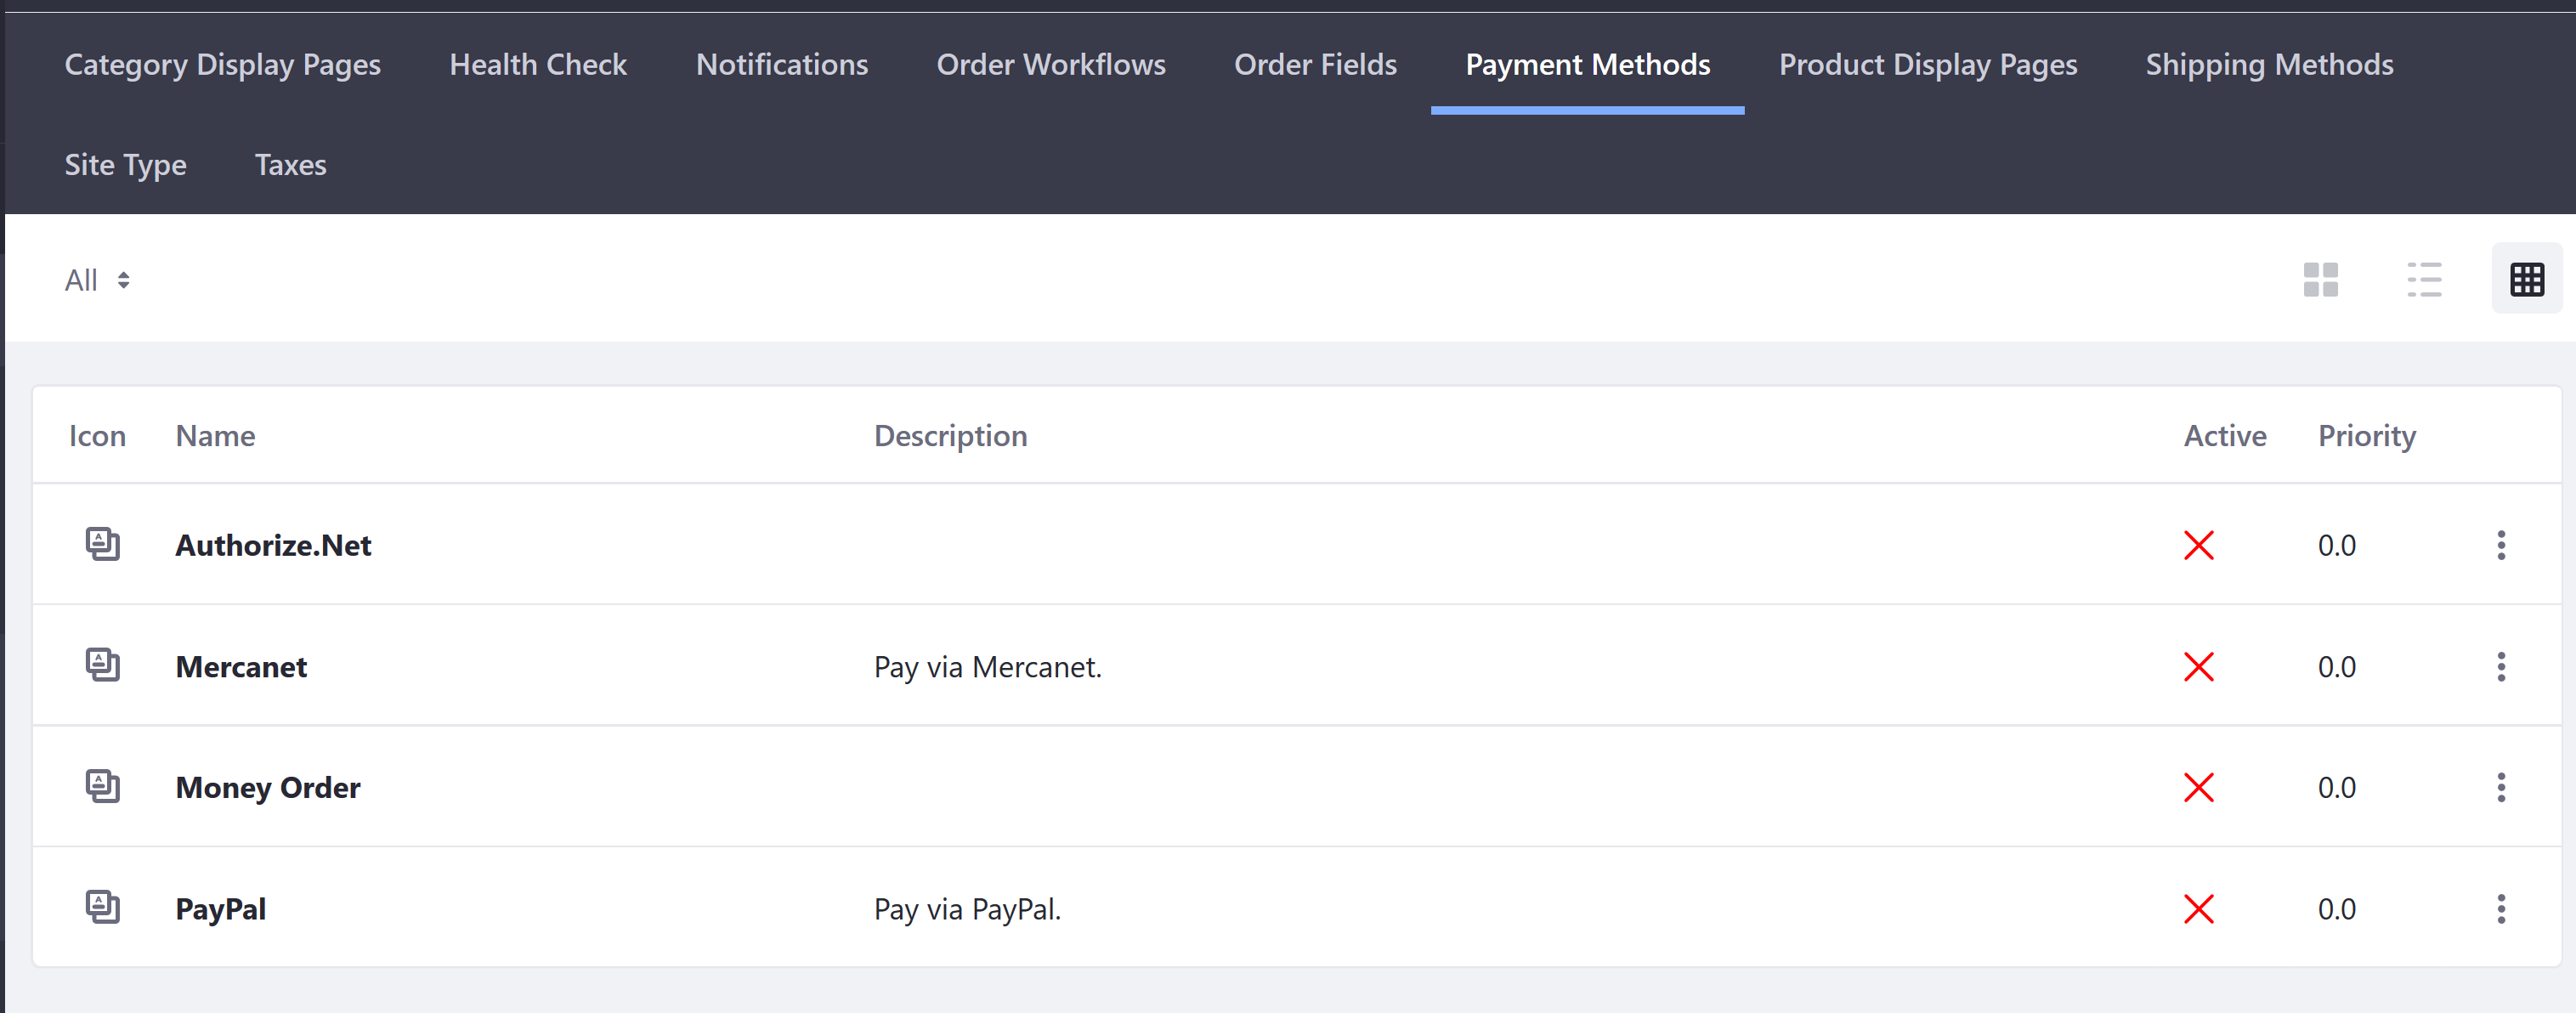 Category Display Pages Health Check Notifications Order Workflows Order Fields Payment Methods Product Display Pages Shipping Methods
Site Type Taxes
All
Icon Name Description Active Priority
Authorize.Net 0.0
Mercanet Pay via Mercanet. 0.0
Money Order 0.0
PayPal Pay via PayPal. 0.0